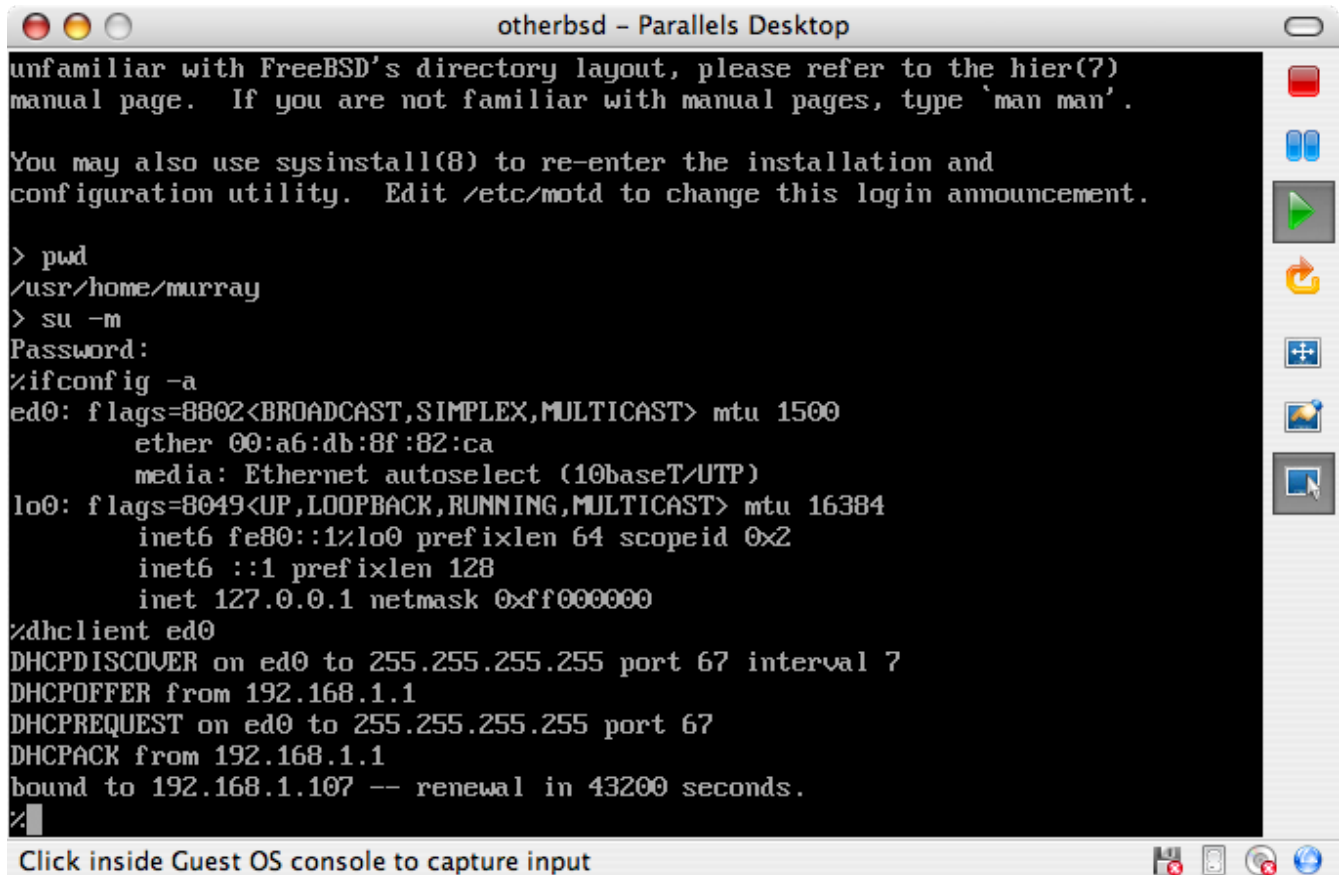 otherbsd – Parallels Desktop
unfamiliar with FreeBSD's directory layout, please refer to the hier(7)
manual page.  If you are not familiar with manual pages, type `man man'.
You may also use sysinstall(8) to re-enter the installation and
configuration utility.  Edit /etc/motd to change this login announcement.
> pwd
/usr/home/murray
> su -m
Password:
%ifconfig -a
ed0: flags=8802<BROADCAST,SIMPLEX,MULTICAST> mtu 1500
        ether 00:a6:db:8f:82:ca
        media: Ethernet autoselect (10baseT/UTP)
lo0: flags=8049<UP,LOOPBACK,RUNNING,MULTICAST> mtu 16384
        inet6 fe80::1%lo0 prefixlen 64 scopeid 0x2
        inet6 ::1 prefixlen 128
        inet 127.0.0.1 netmask 0xff000000
%dhclient ed0
DHCPDISCOVER on ed0 to 255.255.255.255 port 67 interval 7
DHCPOFFER from 192.168.1.1
DHCPREQUEST on ed0 to 255.255.255.255 port 67
DHCPACK from 192.168.1.1
bound to 192.168.1.107 -- renewal in 43200 seconds.
%
Click inside Guest OS console to capture input